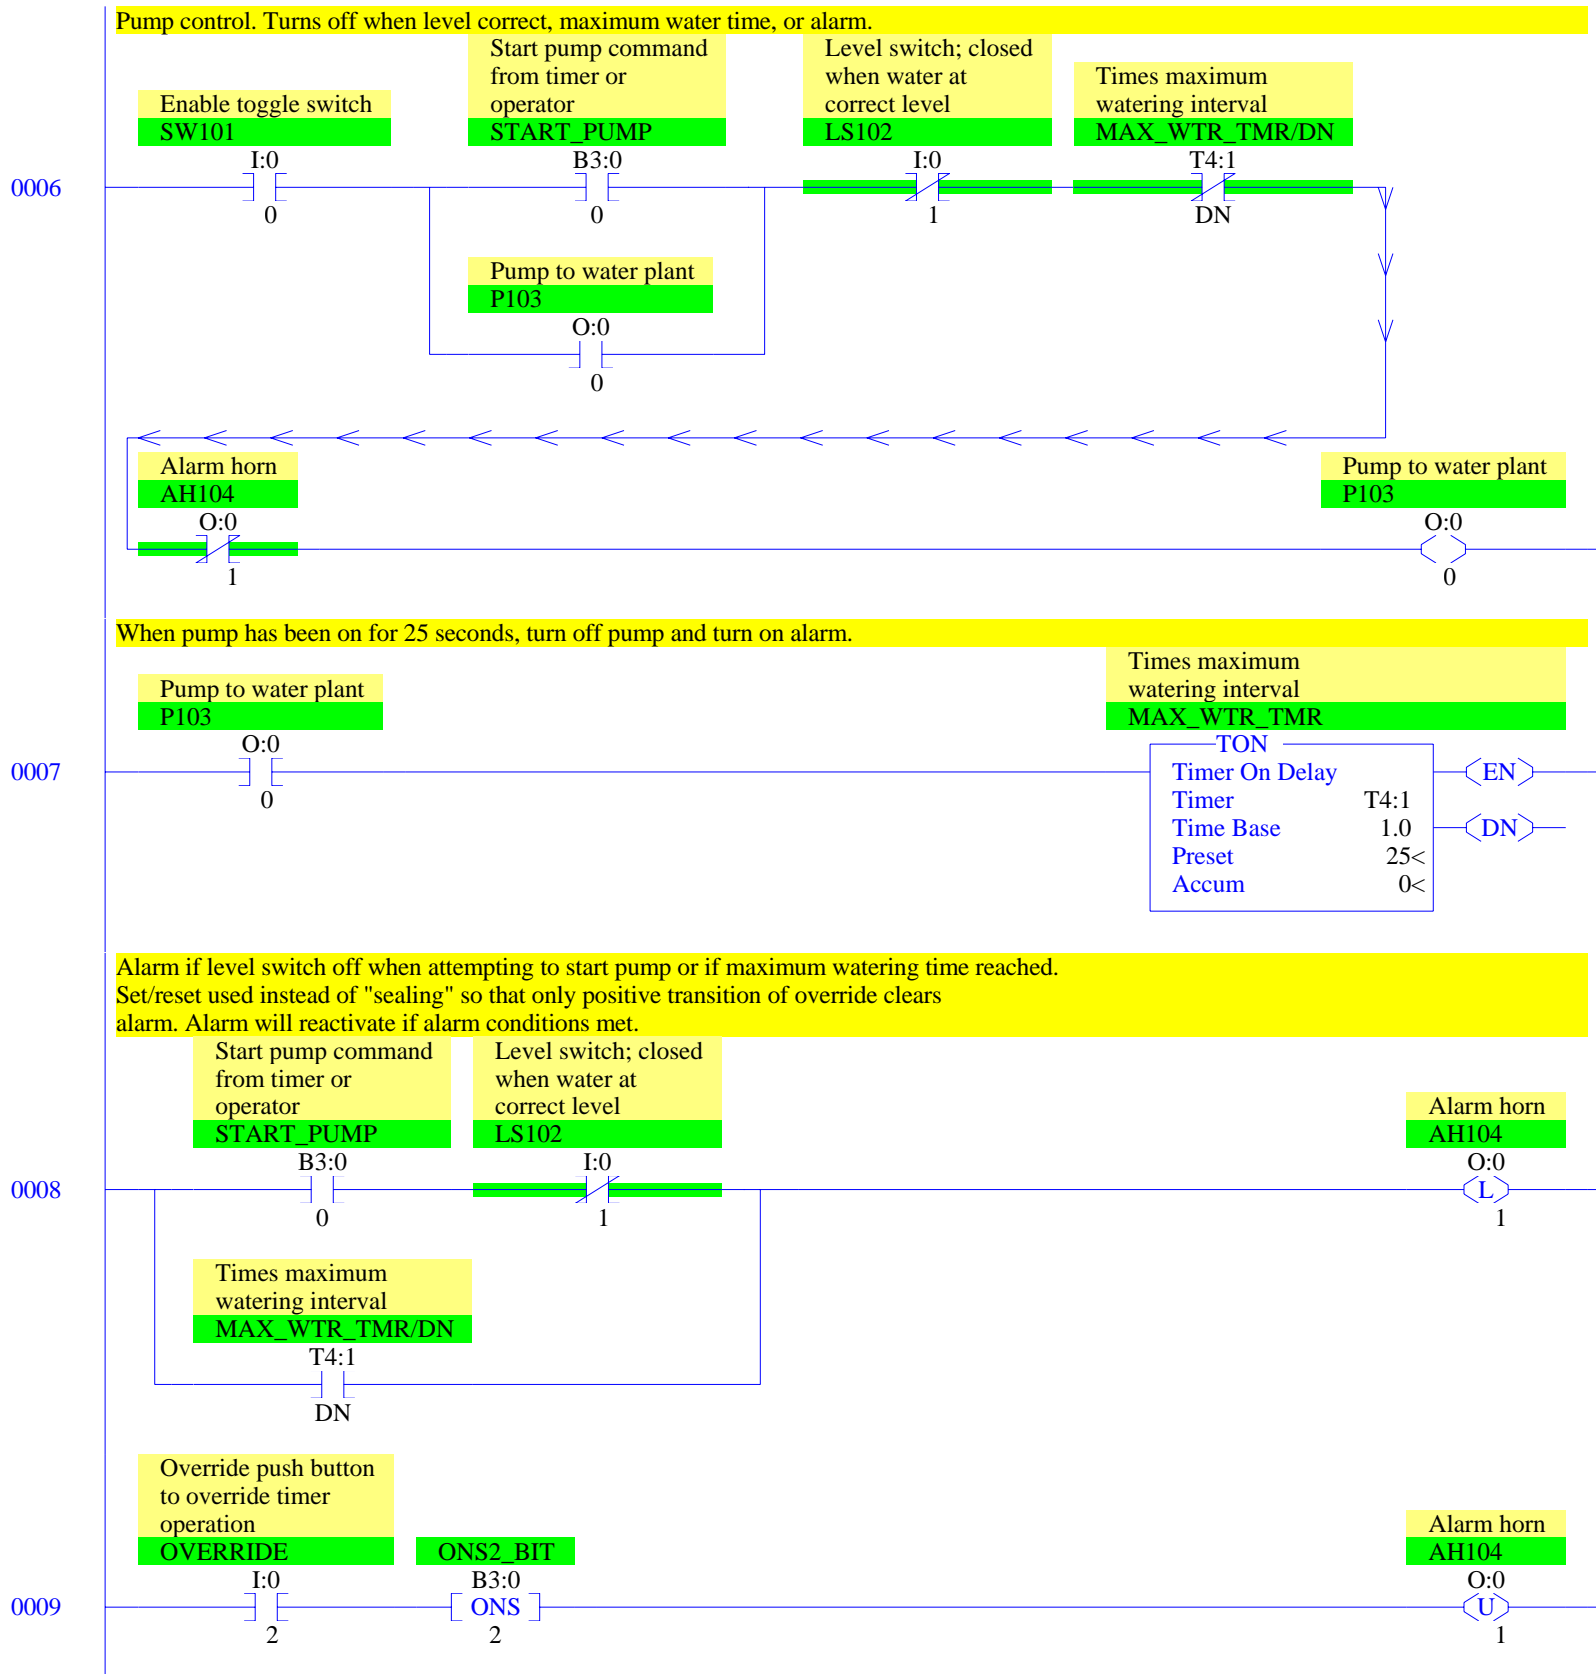 Pump control. Turns off when level correct, maximum water time, or alarm.
Enable toggle switch
SW101
I:0
0
Start pump command
from timer or
operator
START_PUMP
B3:0
0
Level switch; closed
when water at
correct level
LS102
I:0
1
Times maximum
watering interval
MAX_WTR_TMR/DN
T4:1
DN
0006
Pump to water plant
P103
O:0
0
Alarm horn
AH104
O:0
1
Pump to water plant
P103
O:0
0
When pump has been on for 25 seconds, turn off pump and turn on alarm.
Pump to water plant
P103
O:0
0
0007
Times maximum
watering interval
MAX_WTR_TMR
TON
Timer On Delay
Timer T4:1
Time Base 1.0
Preset 25<
Accum 0<
EN
DN
Alarm if level switch off when attempting to start pump or if maximum watering time reached.
Set/reset used instead of "sealing" so that only positive transition of override clears
alarm. Alarm will reactivate if alarm conditions met.
Start pump command
from timer or
operator
START_PUMP
B3:0
0
Level switch; closed
when water at
correct level
LS102
I:0
1
Alarm horn
AH104
O:0
L
1
0008
Times maximum
watering interval
MAX_WTR_TMR/DN
T4:1
DN
Override push button
to override timer
operation
OVERRIDE
I:0
2
ONS2_BIT
B3:0
ONS
2
Alarm horn
AH104
O:0
U
1
0009